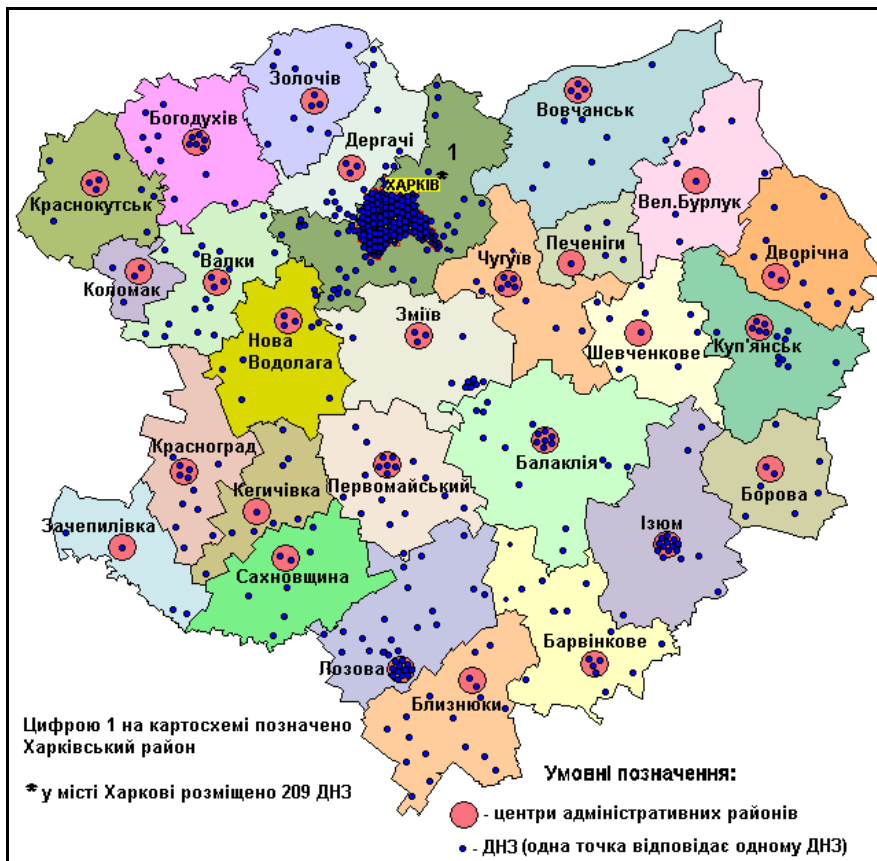 Золочів
Богодухів
Вовчанськ
Дергачі
1
*
ХАРКІВ
Краснокутськ
Вел.Бурлук
Печеніги
Валки
Чугуїв
Дворічна
Коломак
Зміїв
Нова
Водолага
Шевченкове
Куп'янськ
Красноград
Балаклія
Кегичівка
Первомайський
Борова
Зачепилівка
Ізюм
Сахновщина
Барвінкове
Лозова
Близнюки
Цифрою 1 на картосхемі позначено
Харківський район
* у місті Харкові розміщено 209 ДНЗ
Умовні позначення:
- центри адміністративних районів
- ДНЗ (одна точка відповідає одному ДНЗ)